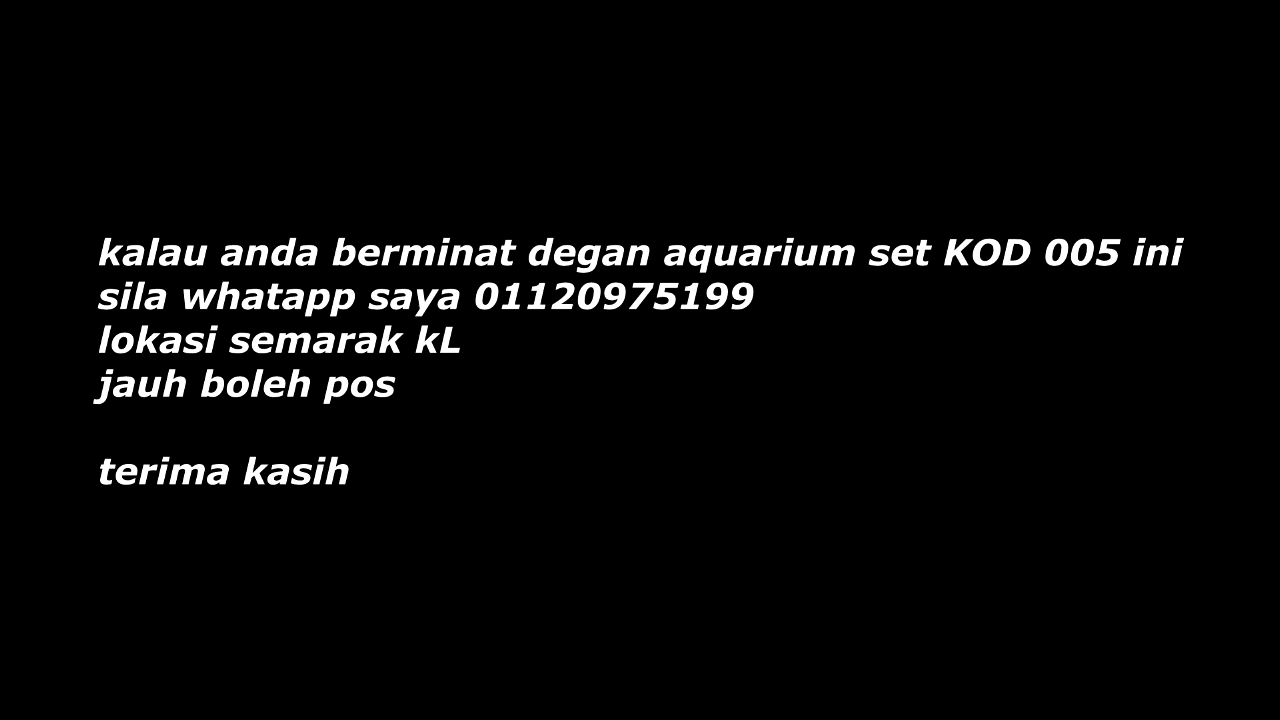 kalau anda berminat degan aquarium set KOD 005 ini
sila whatapp saya 01120975199
lokasi semarak kL
jauh boleh pos
terima kasih